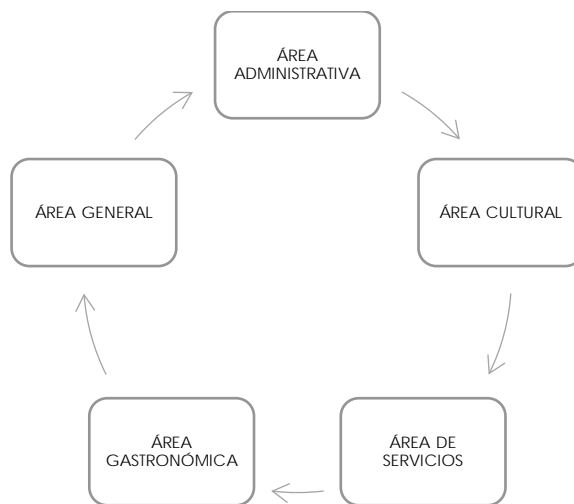 ÁREA
ADMINISTRATIVA
ÁREA CULTURAL
ÁREA DE
SERVICIOS
ÁREA
GASTRONÓMICA
ÁREA GENERAL